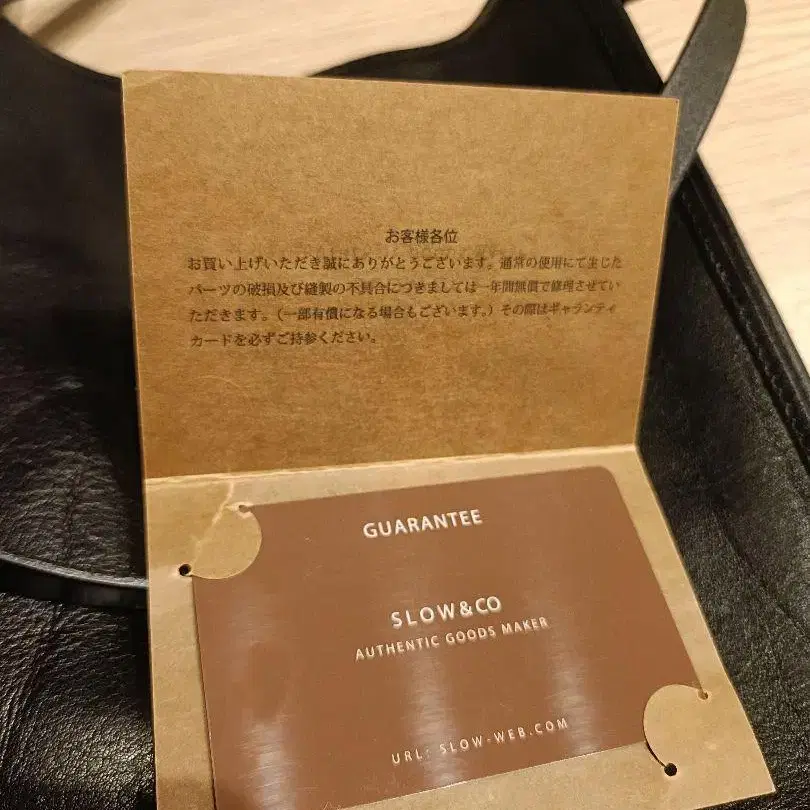 お客様各位
お買い上げいただき誠にありがとうございます。通常の使用にて生じた
パーツの破損及び縫製の不具合につきましては一年間無償で修理させてい
ただきます。（一部有償になる場合もございます。）その際はギャランティ
カードを必ずご持参ください。
GUARANTEE
SLOW&CO
AUTHENTIC GOODS MAKER
URL: SLOW-WEB.COM